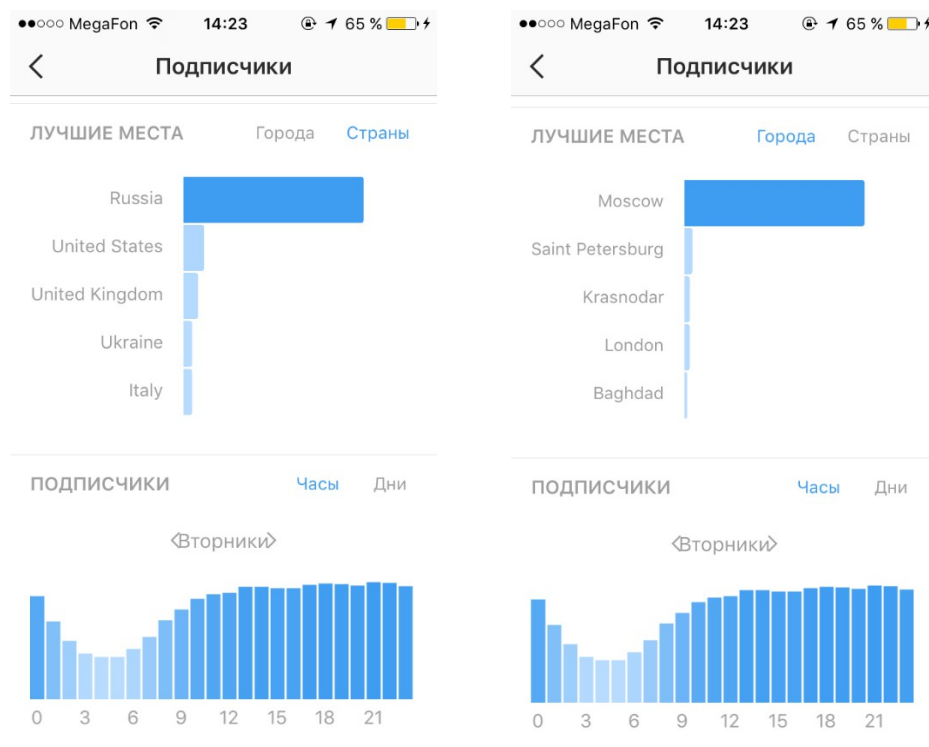 MegaFon 14:23 65 %
Подписчики
ЛУЧШИЕ МЕСТА Города Страны
Russia
United States
United Kingdom
Ukraine
Italy
ПОДПИСЧИКИ Часы Дни
Вторники
0 3 6 9 12 15 18 21
MegaFon 14:23 65 %
Подписчики
ЛУЧШИЕ МЕСТА Города Страны
Moscow
Saint Petersburg
Krasnodar
London
Baghdad
ПОДПИСЧИКИ Часы Дни
Вторники
0 3 6 9 12 15 18 21